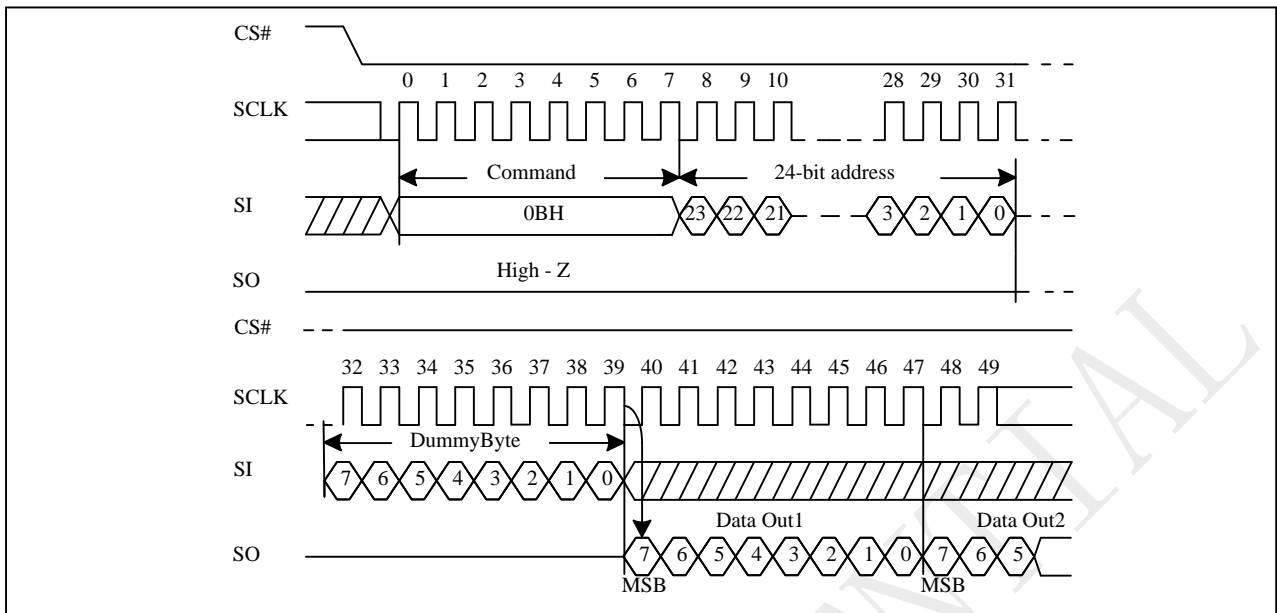 CS#
0 1 2 3 4 5 6 7 8 9 10 28 29 30 31
SCLK
Command 24-bit address
SI 0BH 23 22 21 3 2 1 0
High - Z
SO
CS#
32 33 34 35 36 37 38 39 40 41 42 43 44 45 46 47 48 49
SCLK
DummyByte
SI 7 6 5 4 3 2 1 0
Data Out1 Data Out2
SO 7 6 5 4 3 2 1 0 7 6 5
MSB MSB
NTIAL